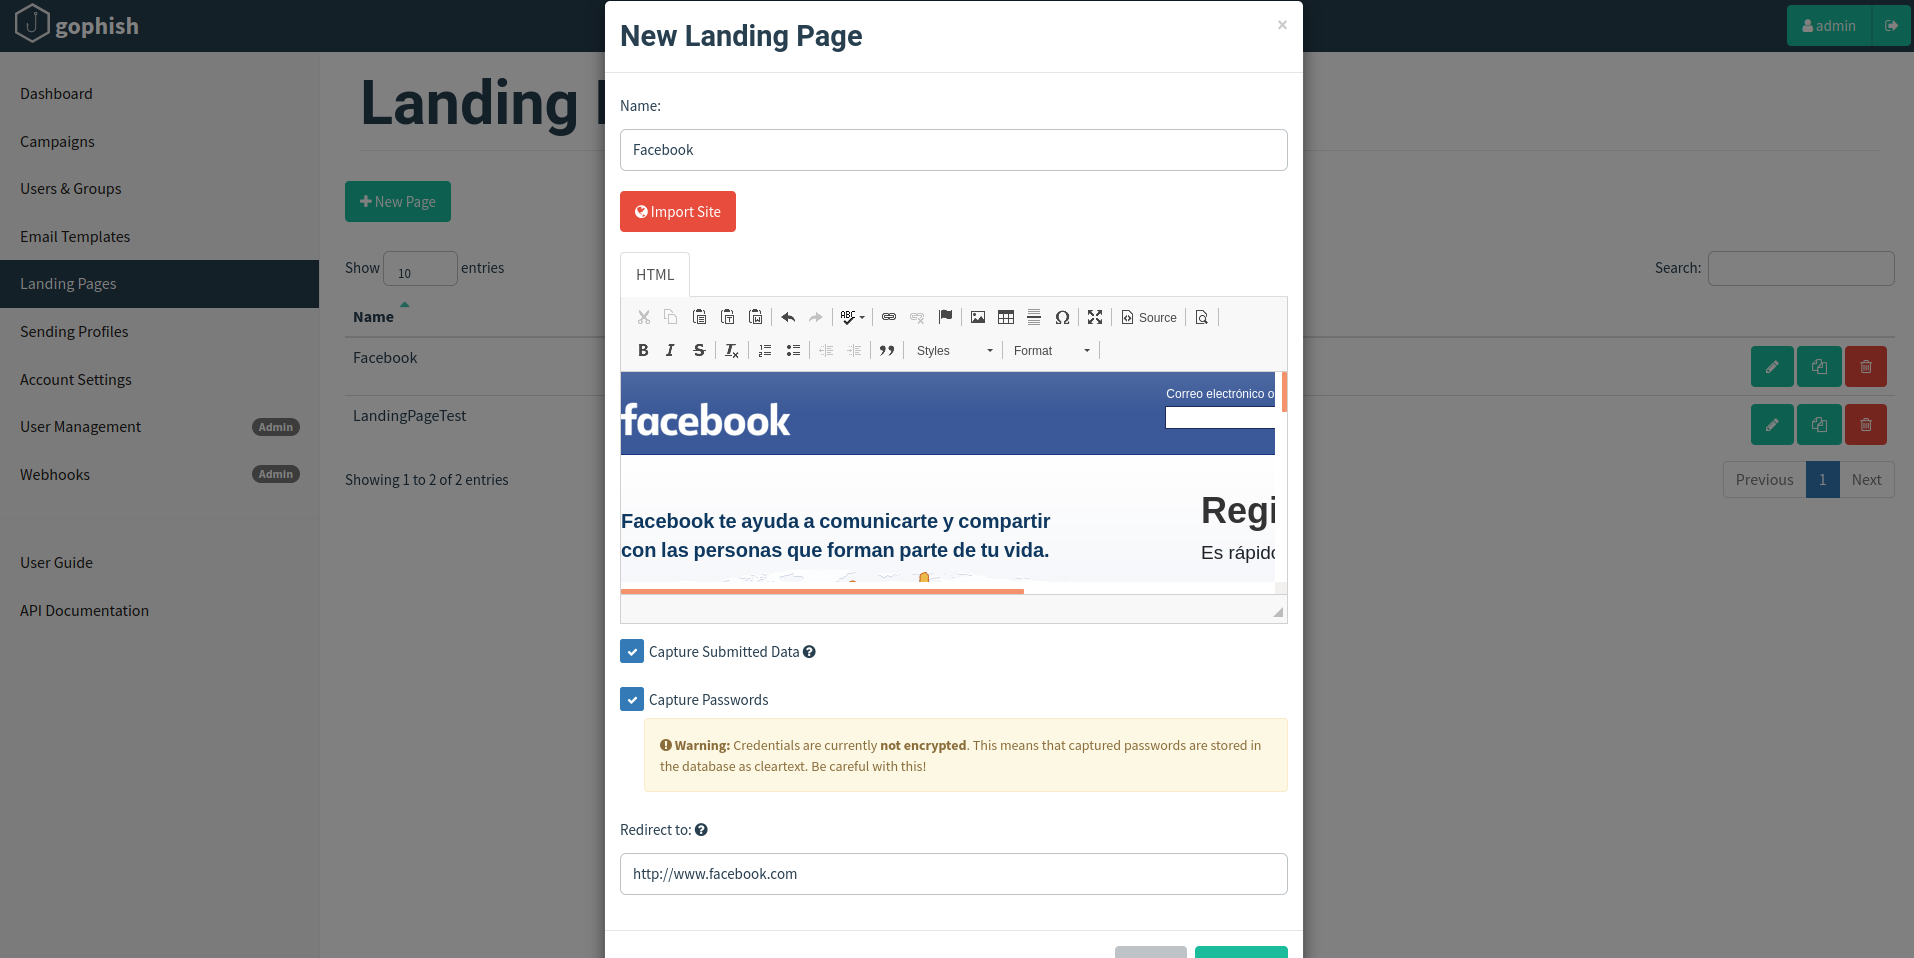 gophish
admin
Dashboard
Campaigns
Users & Groups
Email Templates
Landing Pages
Sending Profiles
Account Settings
User Management Admin
Webhooks Admin
User Guide
API Documentation
Landing
New Page
Show 10 entries
Search:
Name
Facebook
LandingPageTest
Showing 1 to 2 of 2 entries
Previous 1 Next
New Landing Page
×
Name:
Facebook
Import Site
HTML
ABC
Source
B I S Tx
Styles
Format
Correo electrónico o
facebook
Facebook te ayuda a comunicarte y compartir
con las personas que forman parte de tu vida.
Regi
Es rápido
Capture Submitted Data
Capture Passwords
Warning: Credentials are currently not encrypted. This means that captured passwords are stored in
the database as cleartext. Be careful with this!
Redirect to:
http://www.facebook.com